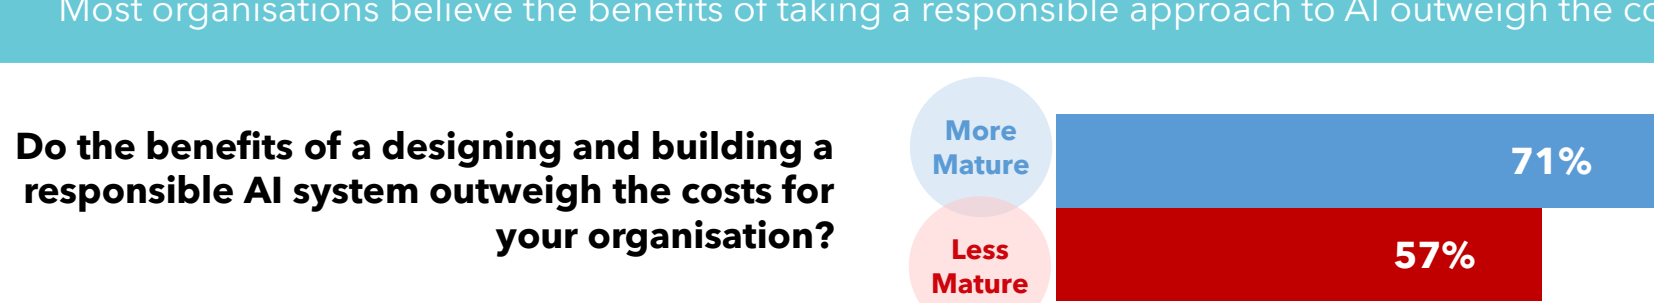 Most organisations believe the benefits of taking a responsible approach to AI outweigh the
Do the benefits of a designing and building a
responsible AI system outweigh the costs for
your organisation?
More
Mature
71%
Less
Mature
57%